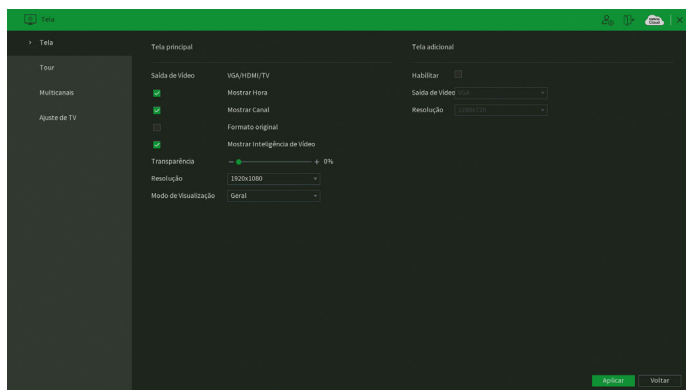 Tela
Tela
Tour
Multicanais
Ajuste de TV
Tela principal
Saída de Vídeo VGA/HDMI/TV
Mostrar Hora
Mostrar Canal
Formato original
Mostrar Inteligência de Vídeo
Transparência 0%
Resolução 1920x1080
Modo de Visualização Geral
Tela adicional
Habilitar
Saída de Vídeo VGA
Resolução 1280x720
Aplicar Voltar